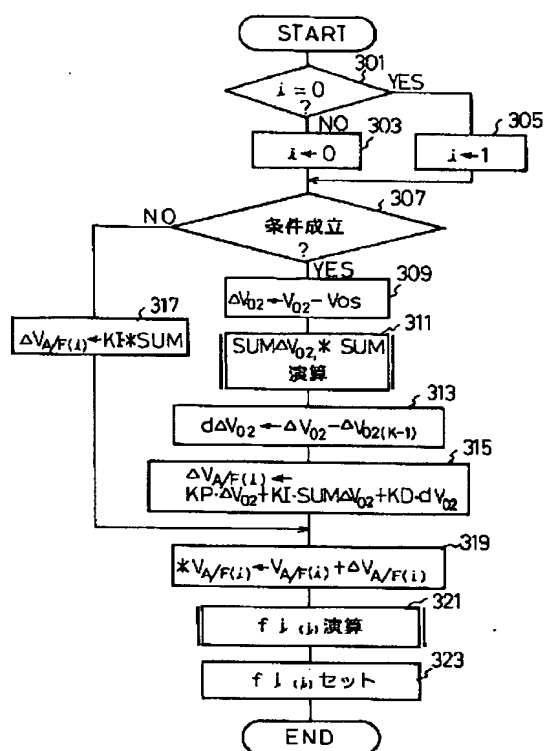 START
301
i=0
?
YES
NO
303
305
i←0
i←1
307
NO
条件成立
?
YES
309
ΔV02←V02-Vos
317
ΔVA/F(i)←KI*SUM
311
SUMΔV02,*SUM
演算
313
dΔV02←ΔV02-ΔV02(K-1)
315
ΔVA/F(i)←
KP・ΔV02+KI・SUMΔV02+KD・dV02
319
*VA/F(i)←VA/F(i)+ΔVA/F(i)
321
演算
323
セット
END